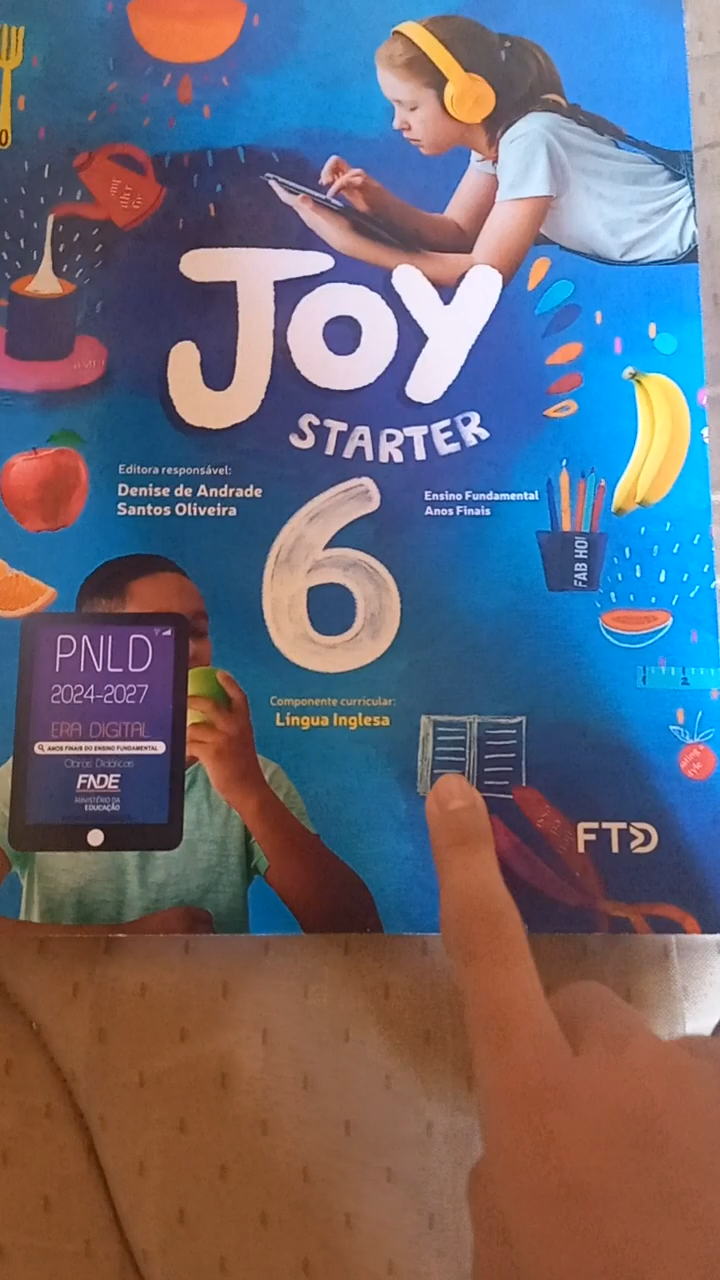 JOY
STARTER
6
Editora responsável:
Denise de Andrade
Santos Oliveira
Ensino Fundamental
Anos Finais
FAB HO!
PNLD
2024-2027
ERA DIGITAL
ANOS FINAIS DO ENSINO FUNDAMENTAL
Obras Didáticas
FNDE
MINISTÉRIO DA
EDUCAÇÃO
Componente curricular:
Língua Inglesa
FTD